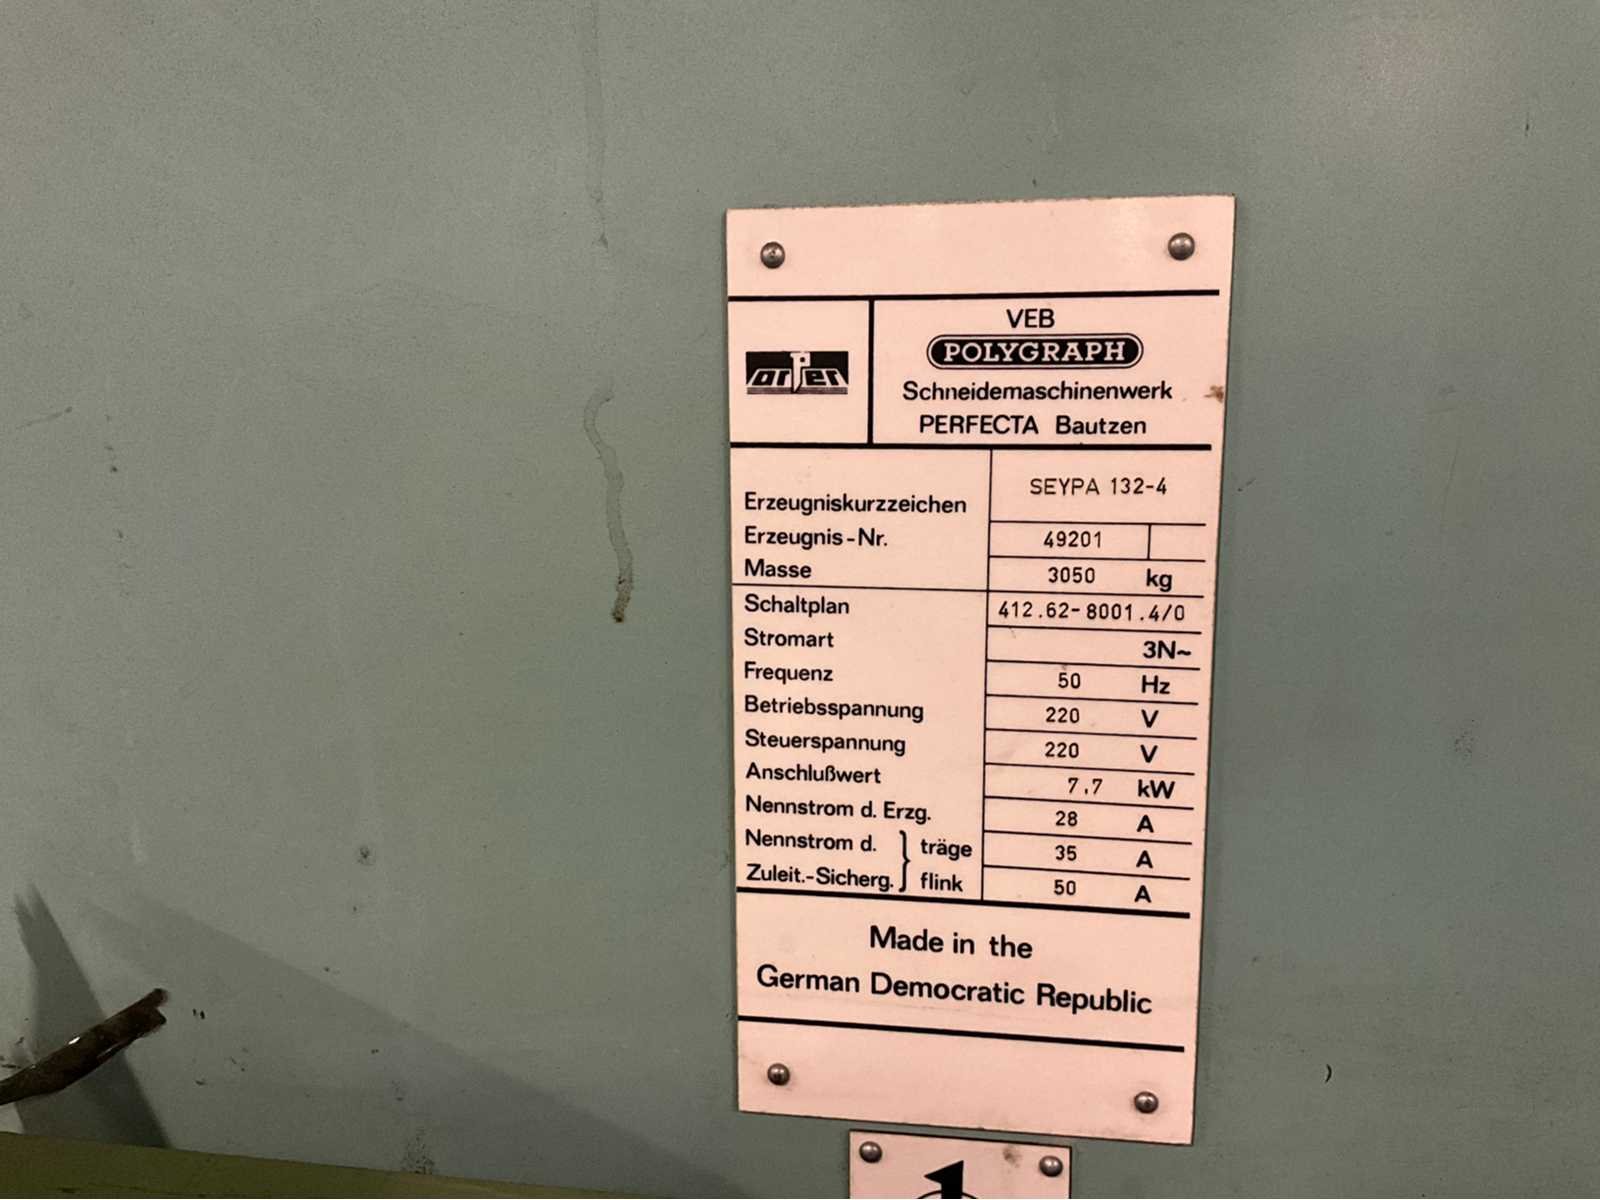 VEB
POLYGRAPH
Schneidemaschinenwerk
PERFECTA Bautzen
Erzeugniskurzzeichen SEYPA 132-4
Erzeugnis-Nr. 49201
Masse 3050 kg
Schaltplan 412.62-8001.4/0
Stromart 3N~
Frequenz 50 Hz
Betriebsspannung 220 V
Steuerspannung 220 V
Anschlußwert 7,7 kW
Nennstrom d. Erzg. 28 A
Nennstrom d. träge 35 A
Zuleit.-Sicherg. flink 50 A
Made in the
German Democratic Republic